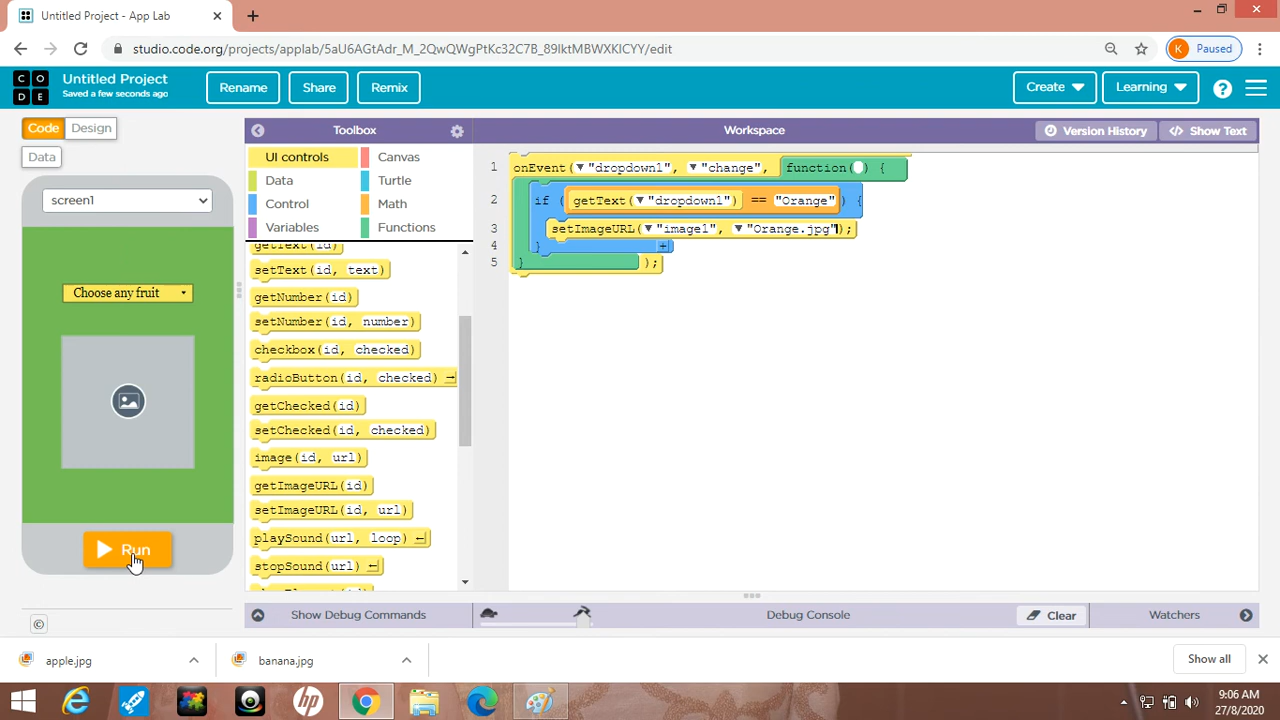 Untitled Project - App Lab
studio.code.org/projects/applab/5aU6AGtAdr_M_2QwQWgPtKc32C7B_89IktMBWXKICYY/edit
K Paused
C O D E
Untitled Project
Saved a few seconds ago
Rename
Share
Remix
Create
Learning
?
Code
Design
Data
Toolbox
Workspace
Version History
Show Text
screen1
Choose any fruit
Run
UI controls
Canvas
Data
Turtle
Control
Math
Variables
Functions
getText(id)
setText(id, text)
getNumber(id)
setNumber(id, number)
checkbox(id, checked)
radioButton(id, checked)
getChecked(id)
setChecked(id, checked)
image(id, url)
getImageURL(id)
setImageURL(id, url)
playSound(url, loop)
stopSound(url)
1 onEvent("dropdown1", "change", function() {
2 if (getText("dropdown1") == "Orange") {
3 setImageURL("image1", "Orange.jpg");
4 }
5 });
Show Debug Commands
Debug Console
Clear
Watchers
©
apple.jpg
banana.jpg
Show all
hp
9:06 AM
27/8/2020